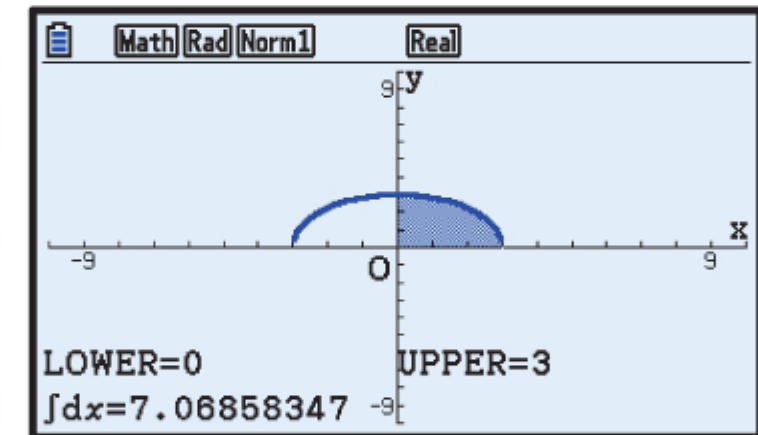 Math Rad Norm1 Real
9 y
x
-9 O 9
LOWER=0 UPPER=3
∫dx=7.06858347 -9